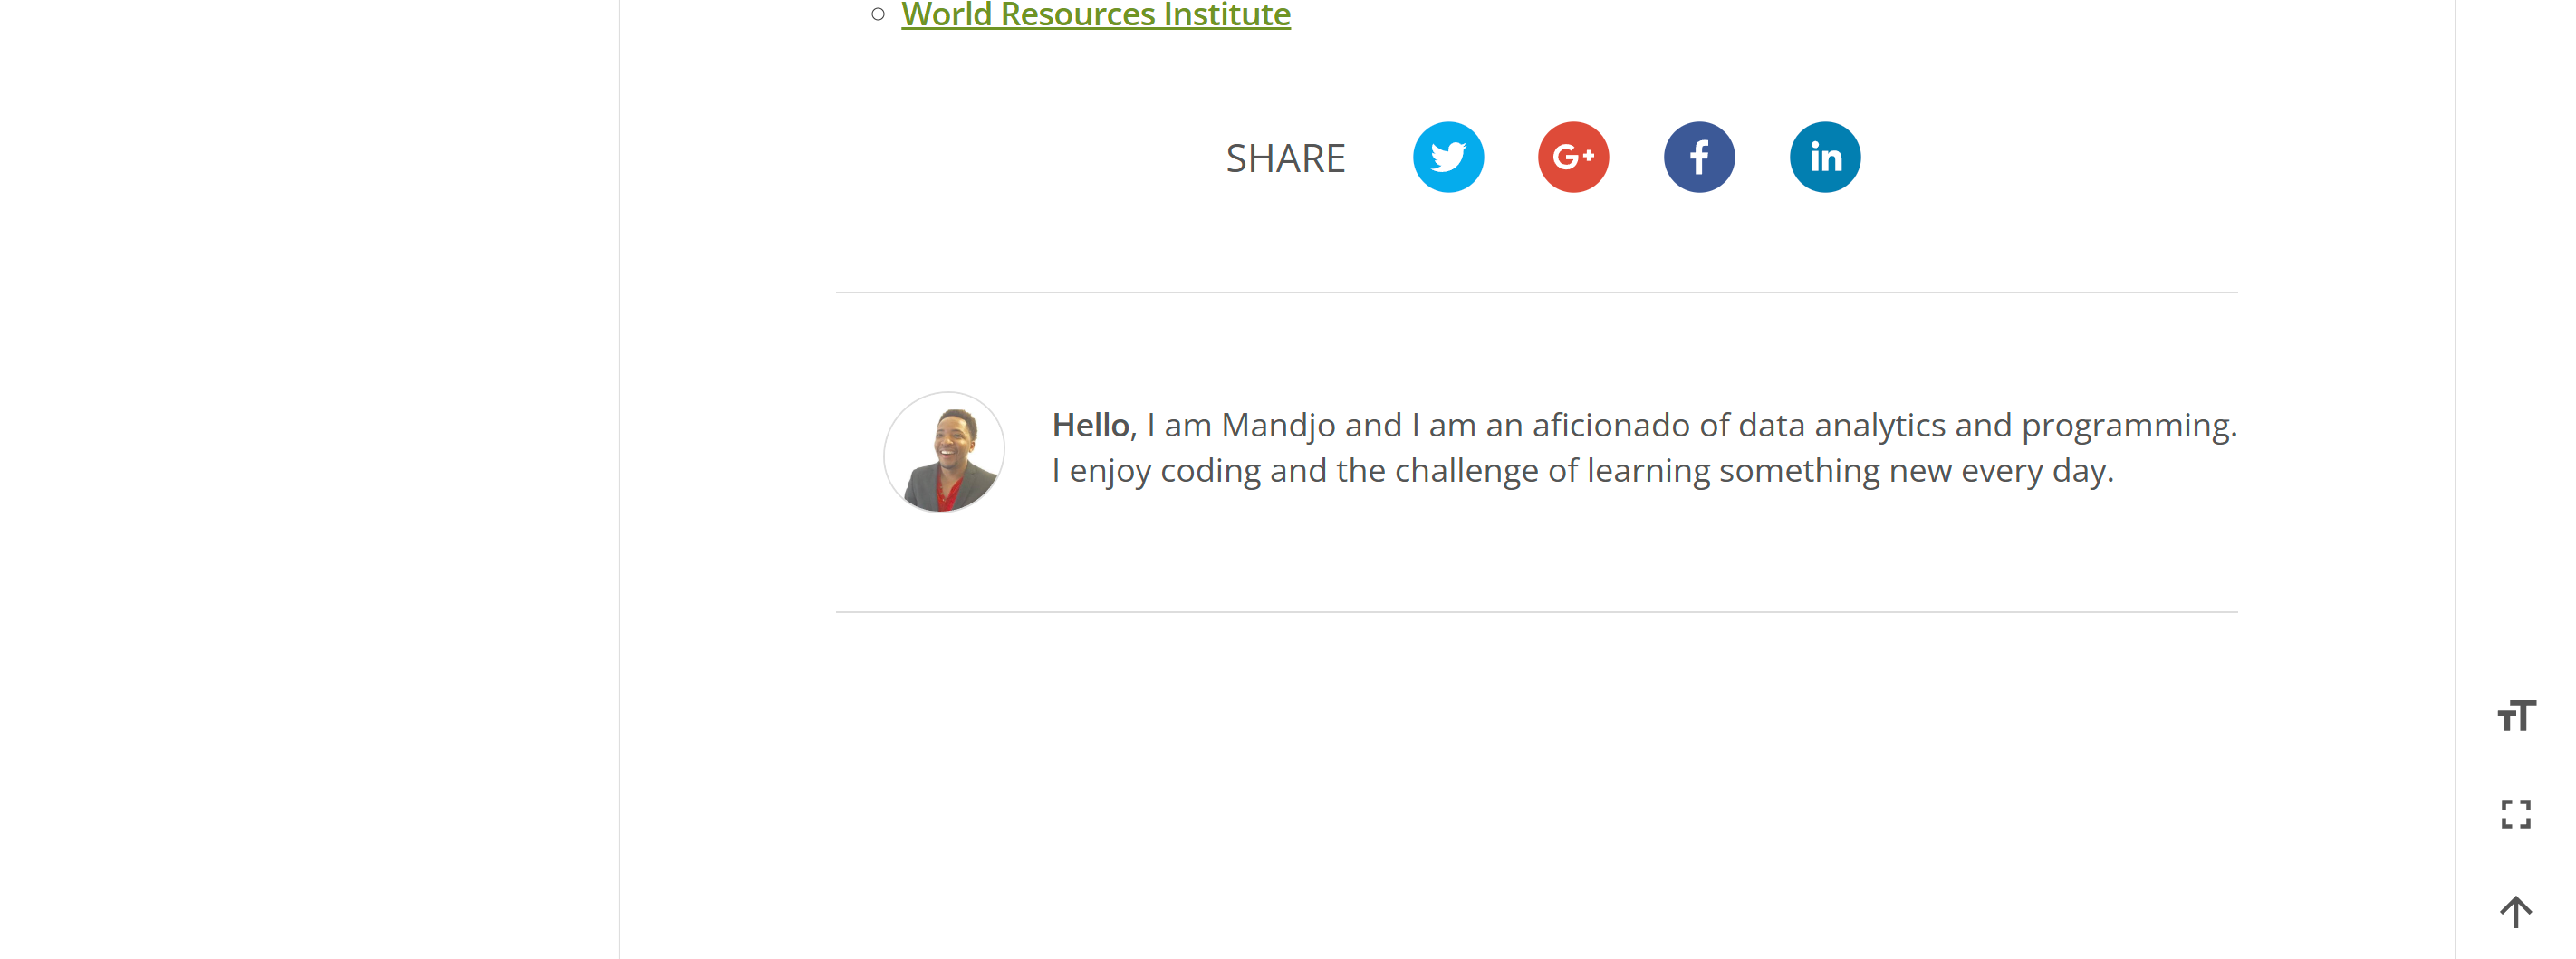 World Resources Institute
SHARE
G+
f
in
Hello, I am Mandjo and I am an aficionado of data analytics and programming.
I enjoy coding and the challenge of learning something new every day.
TT